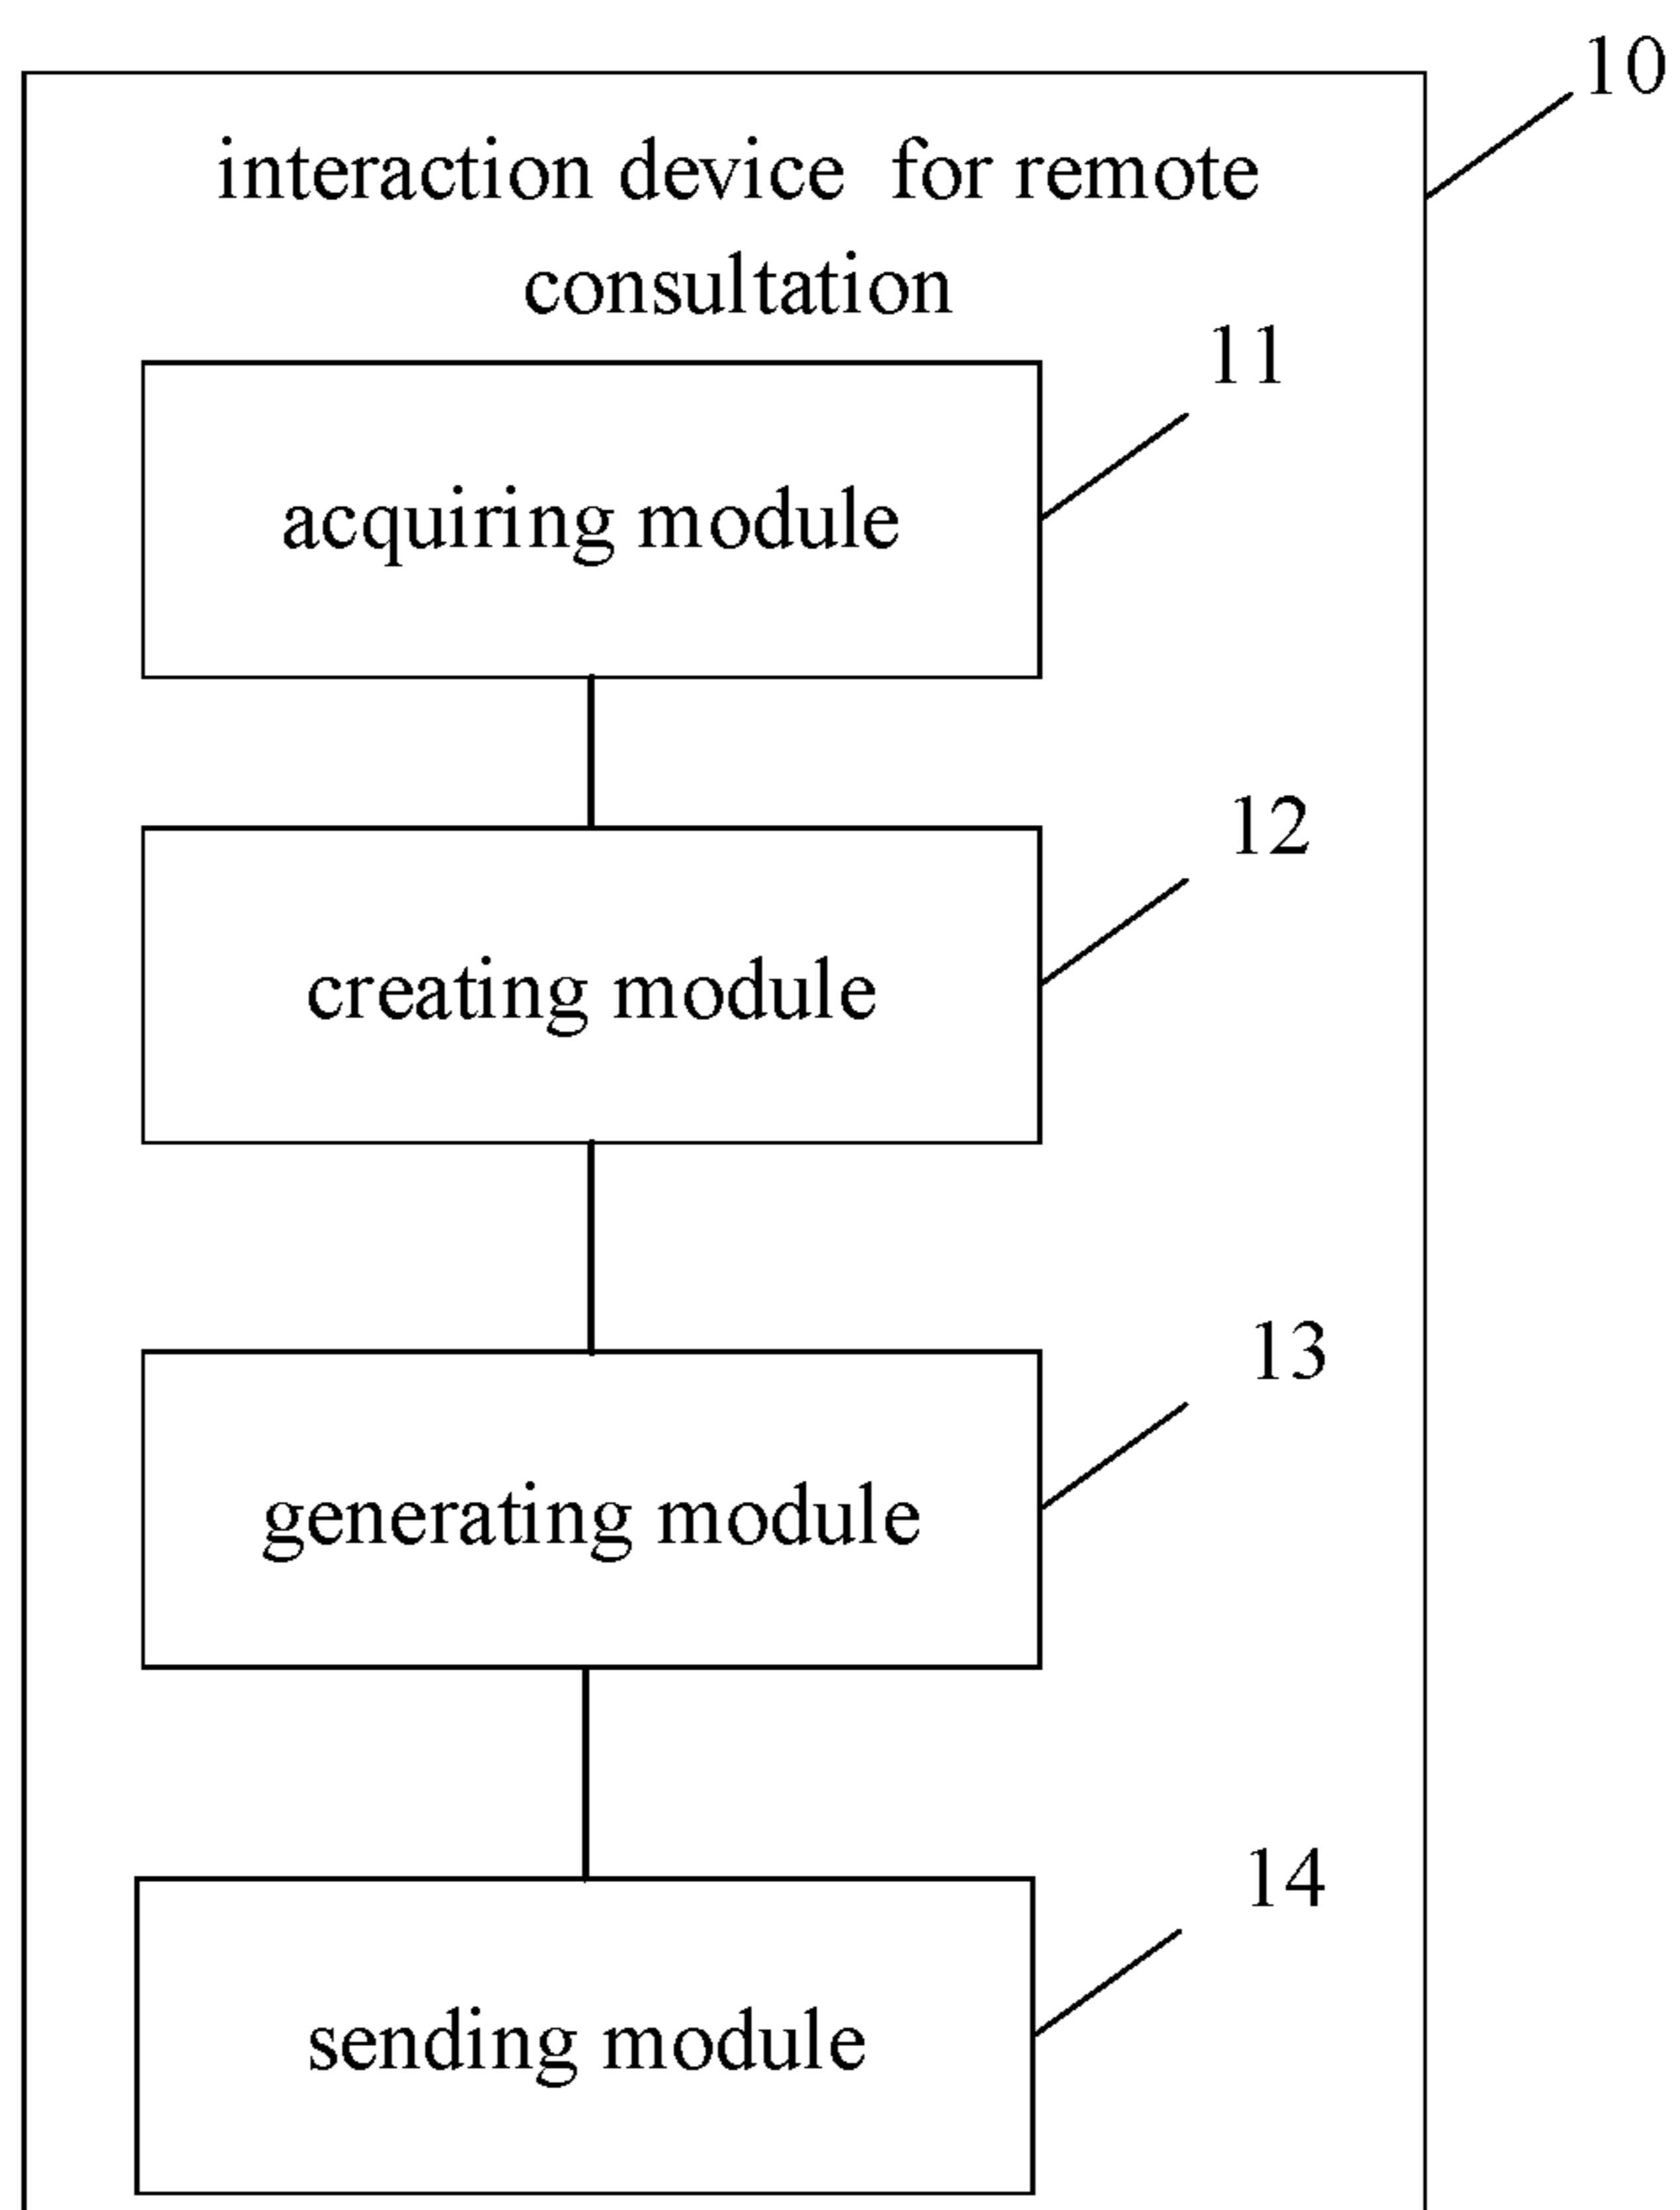 10
interaction device for remote
consultation
11
acquiring module
12
creating module
13
generating module
14
sending module